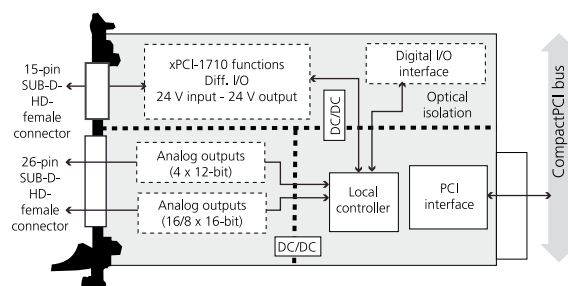 15-pin
SUB-D-
HD-
female
connector
xPCI-1710 functions
Diff. I/O
24 V input - 24 V output
Digital I/O
interface
Optical
isolation
DC/DC
CompactPCI bus
26-pin
SUB-D-
HD-
female
connector
Analog outputs
(4 x 12-bit)
Analog outputs
(16/8 x 16-bit)
Local
controller
PCI
interface
DC/DC